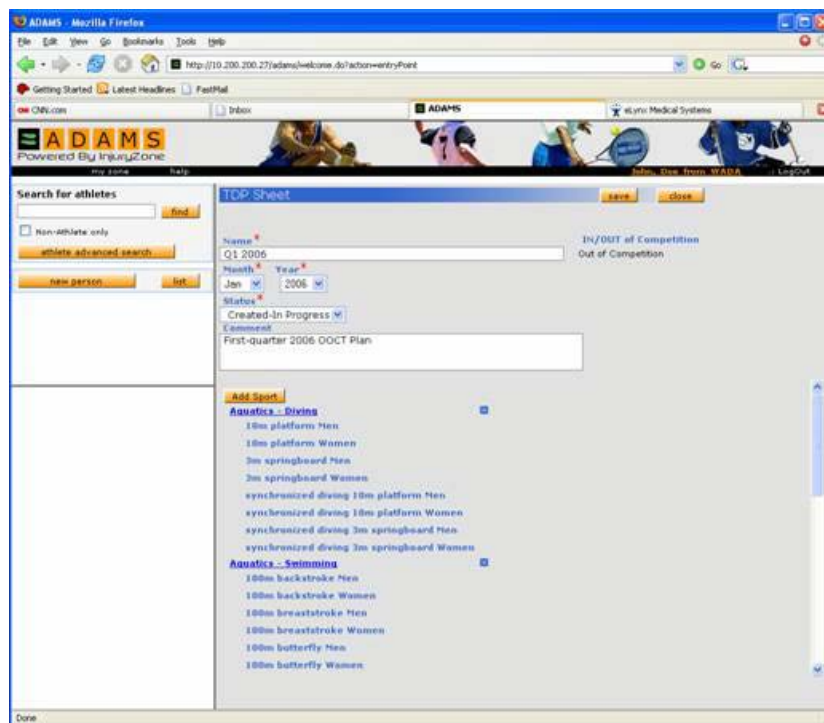 ADAMS - Mozilla Firefox
File Edit View Go Bookmarks Tools Help
http://10.200.200.27/adams/welcome.do?action=entryPoint
Go
Getting Started Latest Headlines FastMail
CNN.com Inbox ADAMS eLynx Medical Systems
ADAMS
Powered By InjuryZone
my zone help John, Doe from WADA LogOut
Search for athletes
find
Non-Athlete only
athlete advanced search
new person list
TDP Sheet save close
Name* IN/OUT of Competition
Q1 2006 Out of Competition
Month* Year*
Jan 2006
Status*
Created-In Progress
Comment
First-quarter 2006 OOCT Plan
Add Sport
Aquatics - Diving
10m platform Men
10m platform Women
3m springboard Men
3m springboard Women
synchronized diving 10m platform Men
synchronized diving 10m platform Women
synchronized diving 3m springboard Men
synchronized diving 3m springboard Women
Aquatics - Swimming
100m backstroke Men
100m backstroke Women
100m breaststroke Men
100m breaststroke Women
100m butterfly Men
100m butterfly Women
Done